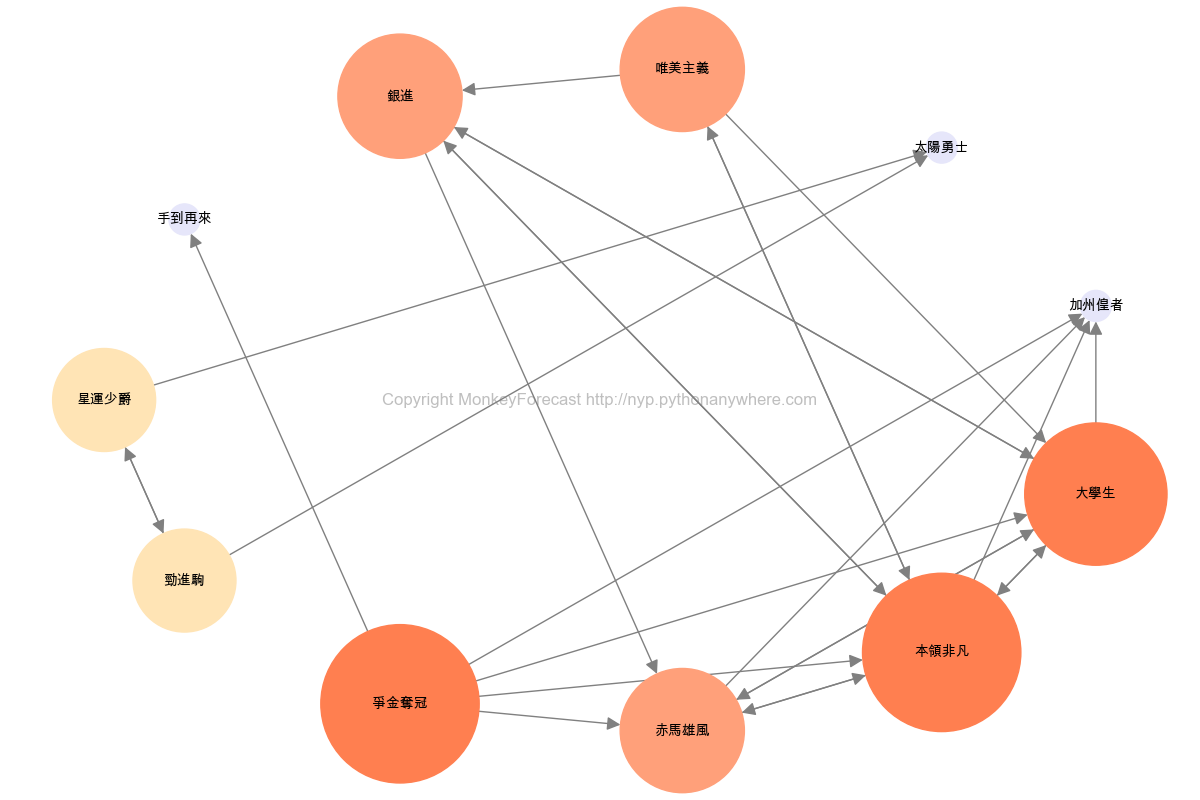 唯美主義
銀進
太陽勇士
手到再來
加州偟者
星運少爵
Copyright MonkeyForecast http://nyp.pythonanywhere.com
大學生
勁進駒
本領非凡
爭金奪冠
赤馬雄風